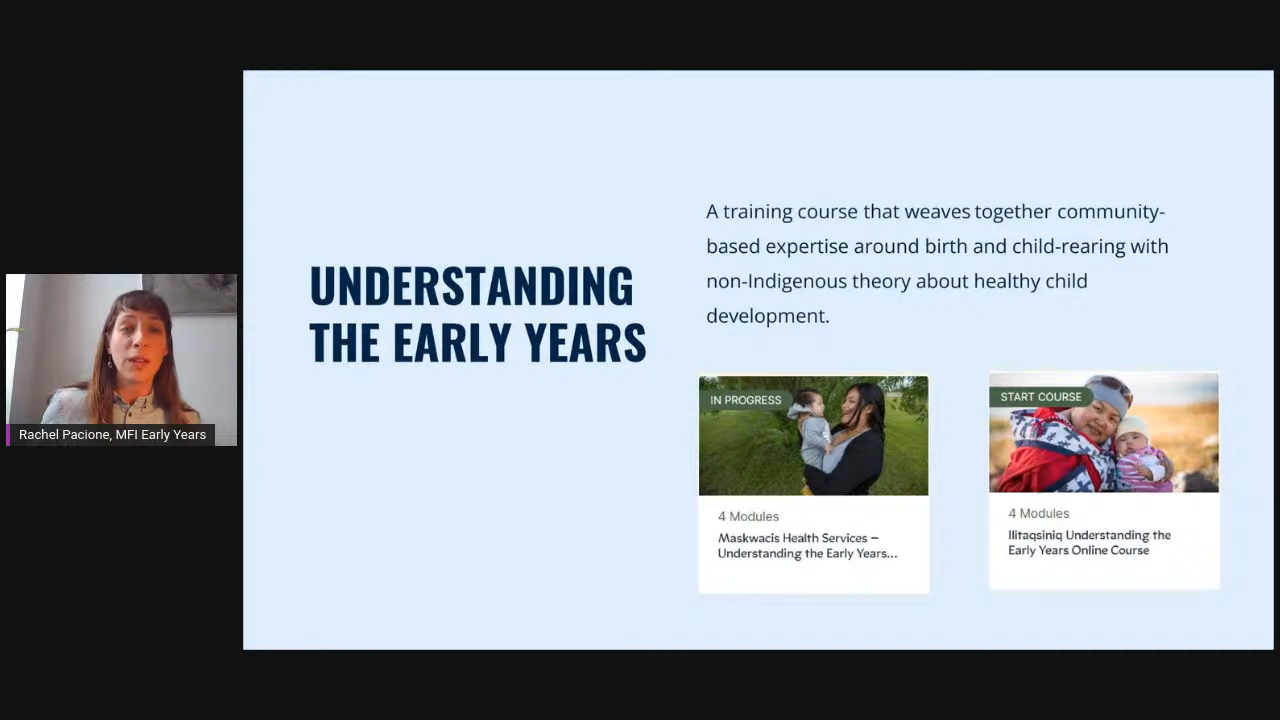 UNDERSTANDING
THE EARLY YEARS
A training course that weaves together community-
based expertise around birth and child-rearing with
non-Indigenous theory about healthy child
development.
IN PROGRESS
4 Modules
Maskwacis Health Services –
Understanding the Early Years...
START COURSE
4 Modules
Ilitaqsiniq Understanding the
Early Years Online Course
Rachel Pacione, MFI Early Years